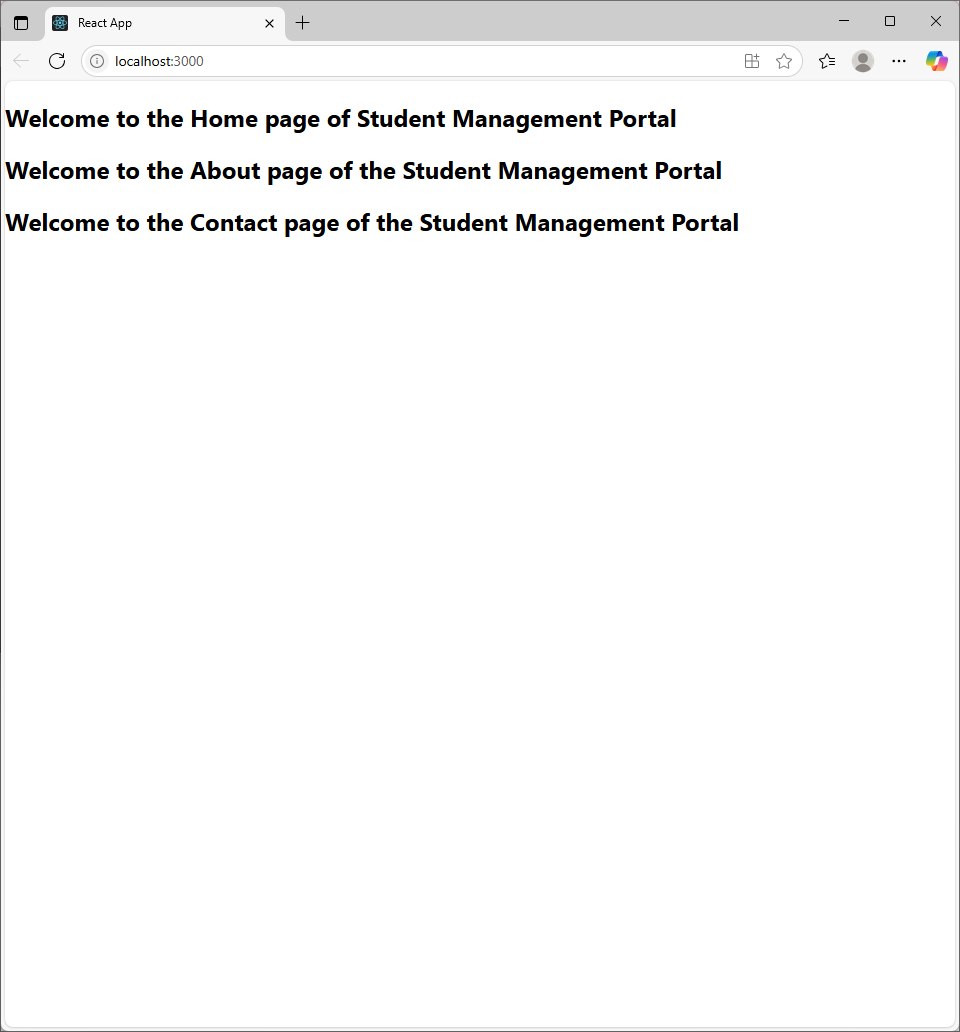 React App
localhost:3000
Welcome to the Home page of Student Management Portal
Welcome to the About page of the Student Management Portal
Welcome to the Contact page of the Student Management Portal